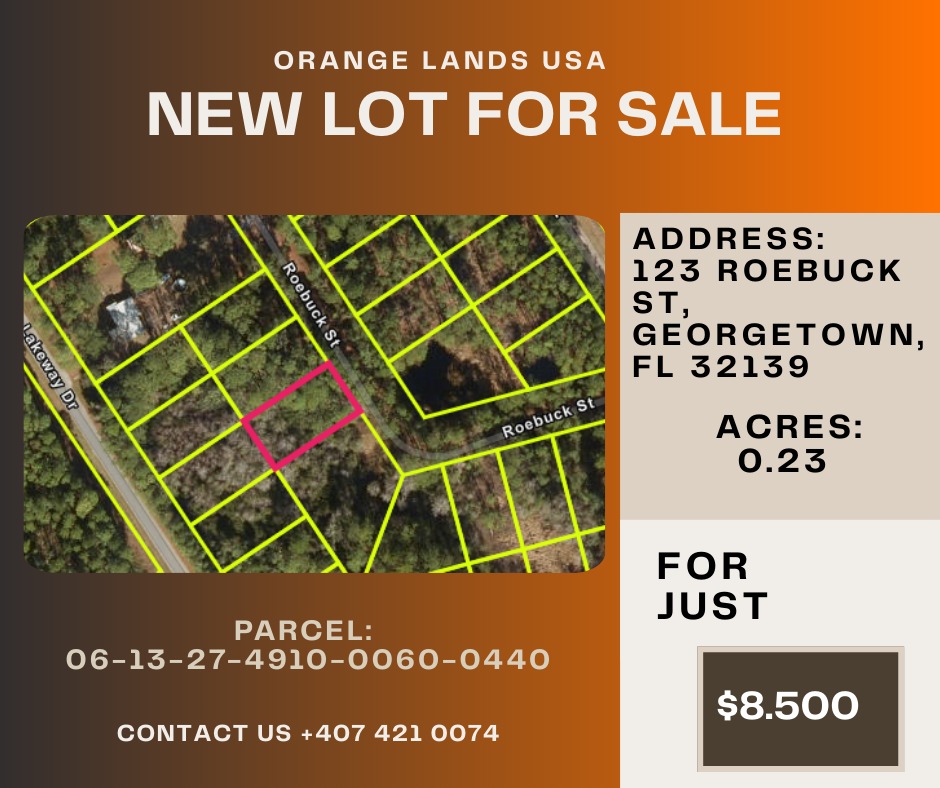 ORANGE LANDS USA
NEW LOT FOR SALE
Roebuck St
Lakeway Dr
Roebuck St
ADDRESS:
123 ROEBUCK
ST,
GEORGETOWN,
FL 32139
ACRES:
0.23
FOR
JUST
$8.500
PARCEL:
06-13-27-4910-0060-0440
CONTACT US +407 421 0074